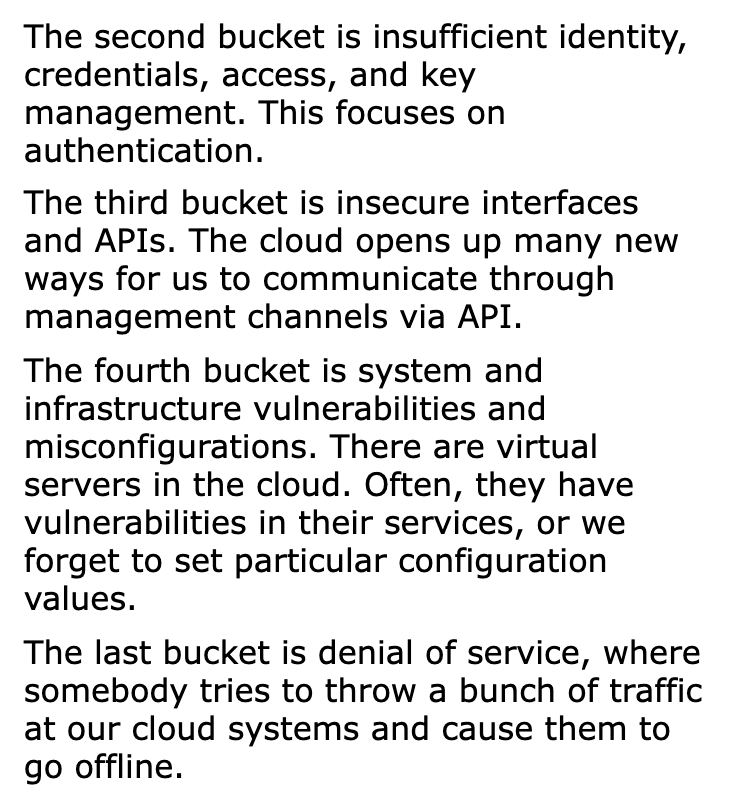 The second bucket is insufficient identity,
credentials, access, and key
management. This focuses on
authentication.
The third bucket is insecure interfaces
and APIs. The cloud opens up many new
ways for us to communicate through
management channels via API.
The fourth bucket is system and
infrastructure vulnerabilities and
misconfigurations. There are virtual
servers in the cloud. Often, they have
vulnerabilities in their services, or we
forget to set particular configuration
values.
The last bucket is denial of service, where
somebody tries to throw a bunch of traffic
at our cloud systems and cause them to
go offline.